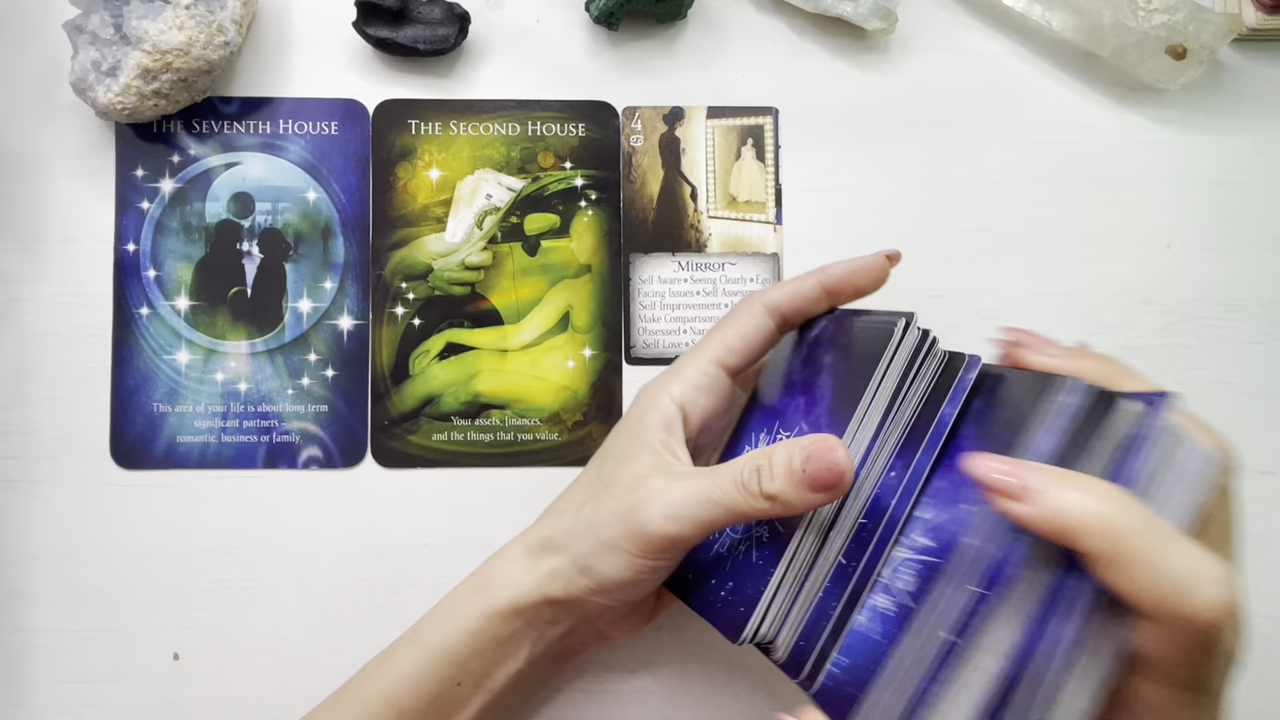 THE SEVENTH HOUSE
This area of your life is about long term
significant partners –
romantic, business or family.
THE SECOND HOUSE
Your assets, finances,
and the things that you value.
4
Mirror
Self Aware • Seeing Clearly • Ego
Facing Issues • Self
Self Improvement •
Make Comparisons
Obsessed •
Self Love •